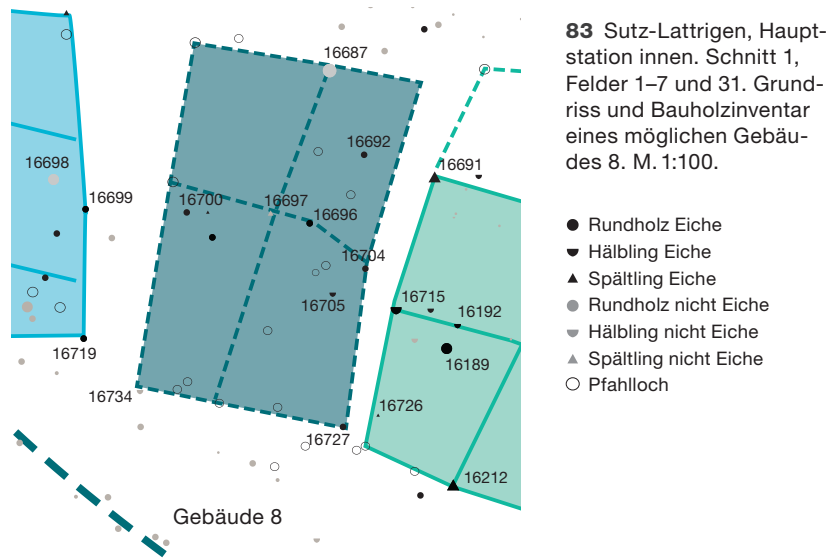 83 Sutz-Lattrigen, Haupt-
station innen. Schnitt 1,
Felder 1–7 und 31. Grund-
riss und Bauholzinventar
eines möglichen Gebäu-
des 8. M. 1:100.
Rundholz Eiche
Hälbling Eiche
Spältling Eiche
Rundholz nicht Eiche
Hälbling nicht Eiche
Spältling nicht Eiche
Pfahlloch
16687
16692
16698
16691
16699
16700
16697
16696
16704
16705
16715
16192
16719
16189
16734
16726
16727
16212
Gebäude 8